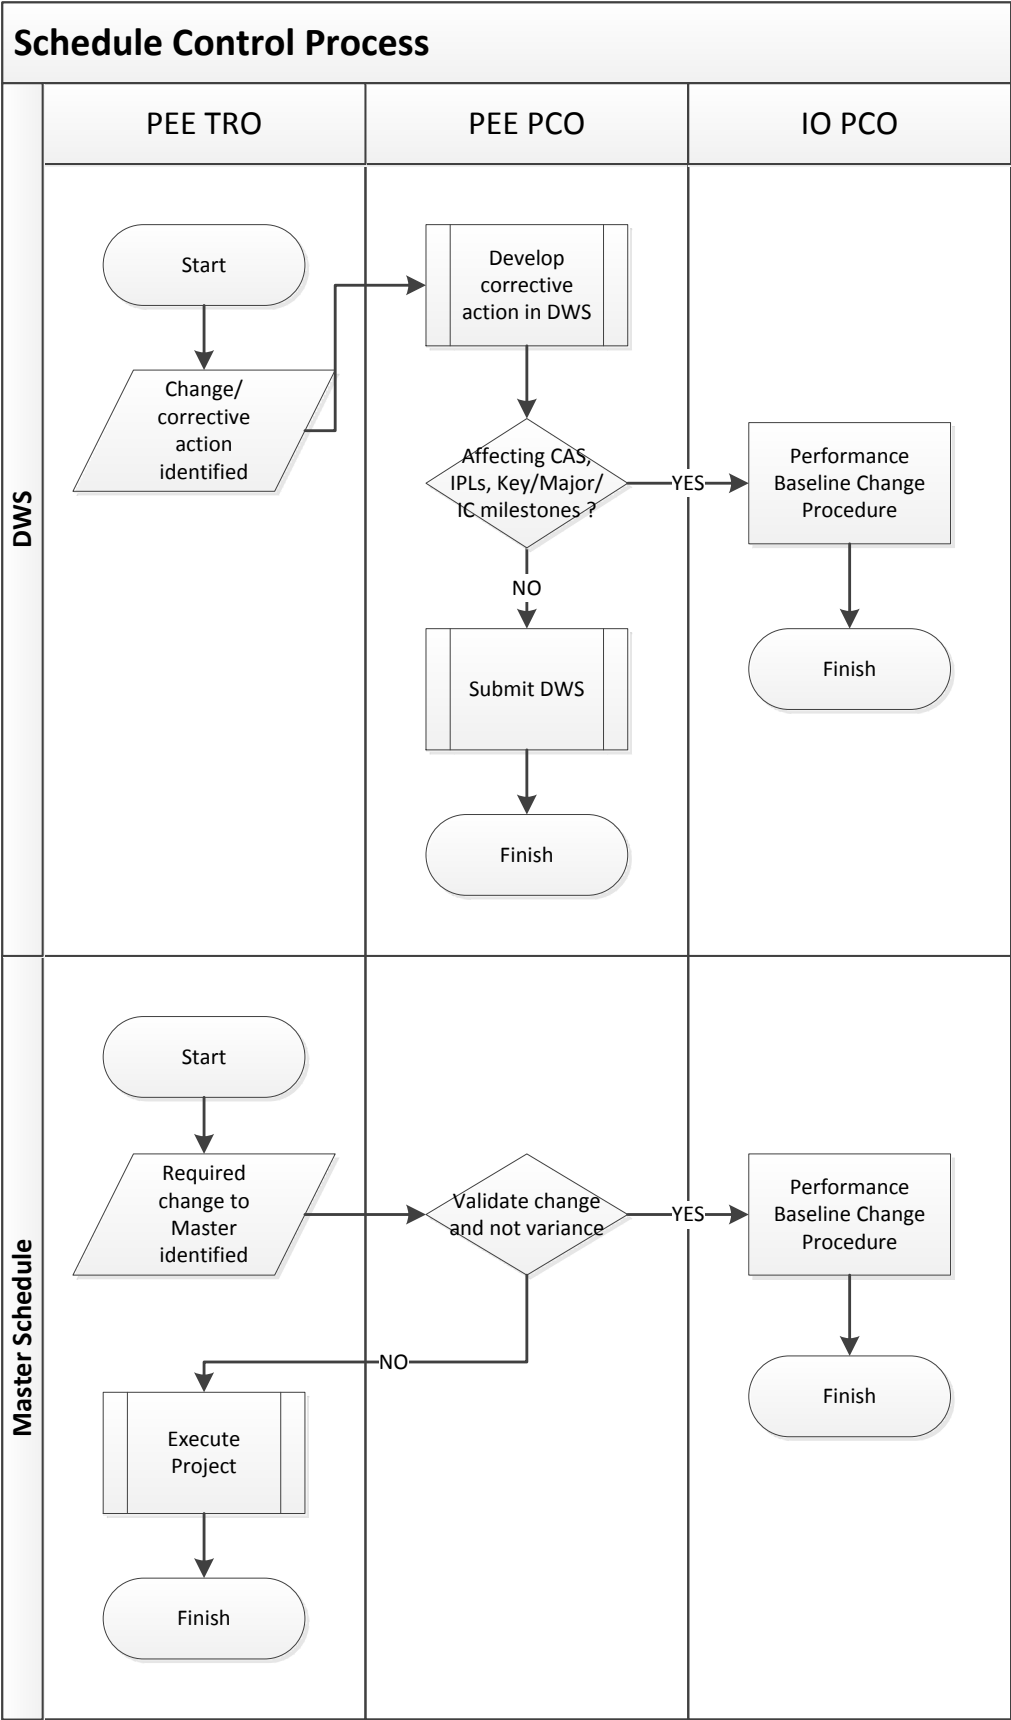 Schedule Control Process
PEE TRO
PEE PCO
IO PCO
DWS
Start
Change/
corrective
action
identified
Develop
corrective
action in DWS
Affecting CAS,
IPLs, Key/Major/
IC milestones ?
YES
Performance
Baseline Change
Procedure
NO
Submit DWS
Finish
Finish
Master Schedule
Start
Required
change to
Master
identified
Validate change
and not variance
YES
Performance
Baseline Change
Procedure
NO
Execute
Project
Finish
Finish